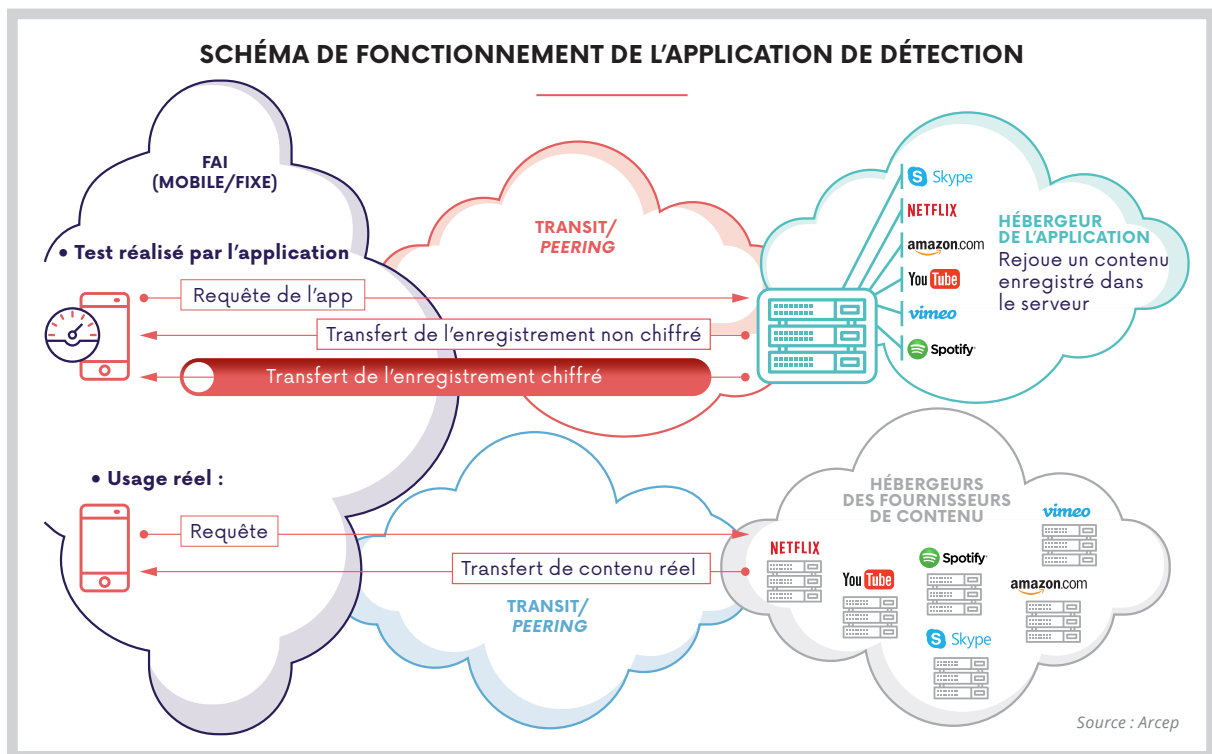 SCHÉMA DE FONCTIONNEMENT DE L'APPLICATION DE DÉTECTION
FAI
(MOBILE/FIXE)
• Test réalisé par l'application
Requête de l'app
Transfert de l'enregistrement non chiffré
Transfert de l'enregistrement chiffré
TRANSIT/
PEERING
Skype
NETFLIX
amazon.com
YouTube
vimeo
Spotify
HÉBERGEUR
DE L'APPLICATION
Rejoue un contenu
enregistré dans
le serveur
• Usage réel :
Requête
Transfert de contenu réel
TRANSIT/
PEERING
HÉBERGEURS
DES FOURNISSEURS
DE CONTENU
vimeo
NETFLIX
Spotify
YouTube
amazon.com
Skype
Source : Arcep